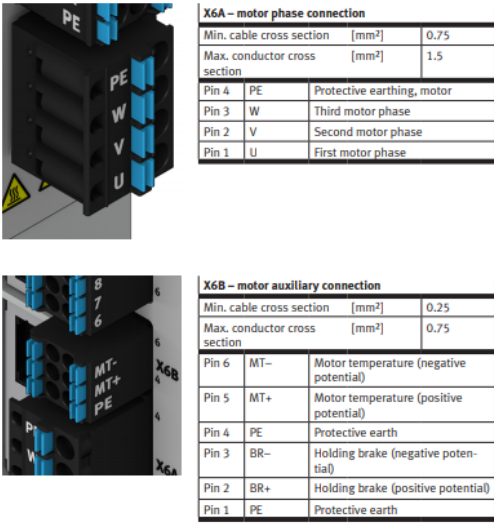 PE
PE
W
V
U
X6A – motor phase connection
Min. cable cross section [mm²] 0.75
Max. conductor cross [mm²] 1.5
section
Pin 4 PE Protective earthing, motor
Pin 3 W Third motor phase
Pin 2 V Second motor phase
Pin 1 U First motor phase
8
7
6
6
6
MT-
MT+
PE
X6B
4
4
W
X6A
X6B – motor auxiliary connection
Min. cable cross section [mm²] 0.25
Max. conductor cross [mm²] 0.75
section
Pin 6 MT– Motor temperature (negative
potential)
Pin 5 MT+ Motor temperature (positive
potential)
Pin 4 PE Protective earth
Pin 3 BR– Holding brake (negative poten-
tial)
Pin 2 BR+ Holding brake (positive potential)
Pin 1 PE Protective earth